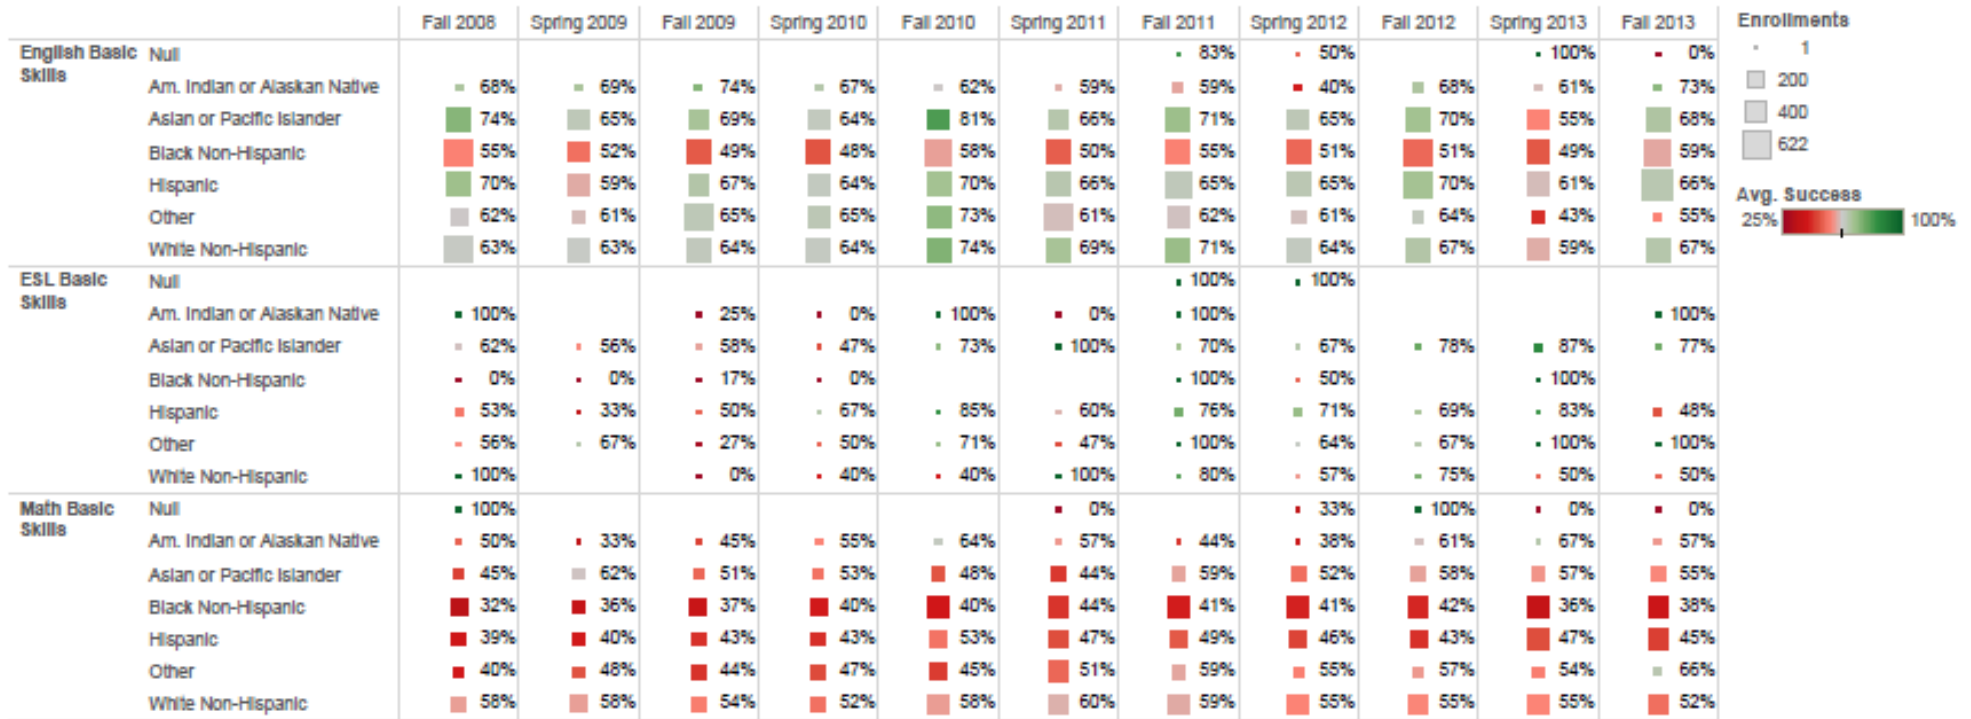 Fall 2008 Spring 2009 Fall 2009 Spring 2010 Fall 2010 Spring 2011 Fall 2011 Spring 2012 Fall 2012 Spring 2013 Fall 2013
English Basic Skills Null 83% 50% 100% 0%
Am. Indian or Alaskan Native 68% 69% 74% 67% 62% 59% 59% 40% 68% 61% 73%
Asian or Pacific Islander 74% 65% 69% 64% 81% 66% 71% 65% 70% 55% 68%
Black Non-Hispanic 55% 52% 49% 48% 58% 50% 55% 51% 51% 49% 59%
Hispanic 70% 59% 67% 64% 70% 66% 65% 65% 70% 61% 66%
Other 62% 61% 65% 65% 73% 61% 62% 61% 64% 43% 55%
White Non-Hispanic 63% 63% 64% 64% 74% 69% 71% 64% 67% 59% 67%
ESL Basic Skills Null 100% 100%
Am. Indian or Alaskan Native 100% 25% 0% 100% 0% 100% 100%
Asian or Pacific Islander 62% 56% 58% 47% 73% 100% 70% 67% 78% 87% 77%
Black Non-Hispanic 0% 0% 17% 0% 100% 50% 100%
Hispanic 53% 33% 50% 67% 85% 60% 76% 71% 69% 83% 48%
Other 56% 67% 27% 50% 71% 47% 100% 64% 67% 100% 100%
White Non-Hispanic 100% 0% 40% 40% 100% 80% 57% 75% 50% 50%
Math Basic Skills Null 100% 0% 33% 100% 0% 0%
Am. Indian or Alaskan Native 50% 33% 45% 55% 64% 57% 44% 38% 61% 67% 57%
Asian or Pacific Islander 45% 62% 51% 53% 48% 44% 59% 52% 58% 57% 55%
Black Non-Hispanic 32% 36% 37% 40% 40% 44% 41% 41% 42% 36% 38%
Hispanic 39% 40% 43% 43% 53% 47% 49% 46% 43% 47% 45%
Other 40% 48% 44% 47% 45% 51% 59% 55% 57% 54% 66%
White Non-Hispanic 58% 58% 54% 52% 58% 60% 59% 55% 55% 55% 52%
Enrollments
1
200
400
622
Avg. Success
25% 100%